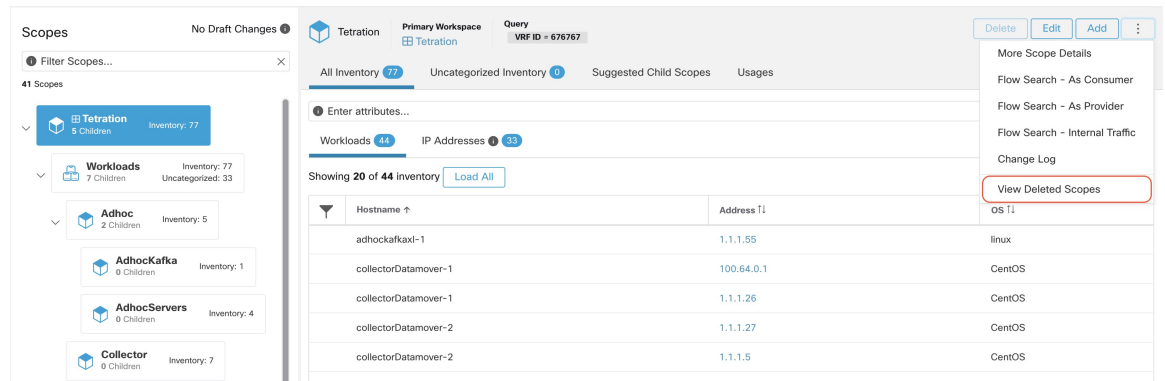 Scopes
No Draft Changes
Filter Scopes...
41 Scopes
Tetration
5 Children
Inventory: 77
Workloads
7 Children
Inventory: 77
Uncategorized: 33
Adhoc
2 Children
Inventory: 5
AdhocKafka
0 Children
Inventory: 1
AdhocServers
0 Children
Inventory: 4
Collector
0 Children
Inventory: 7
Tetration
Primary Workspace
Tetration
Query
VRF ID = 676767
Delete
Edit
Add
All Inventory 77
Uncategorized Inventory 0
Suggested Child Scopes
Usages
More Scope Details
Flow Search - As Consumer
Flow Search - As Provider
Flow Search - Internal Traffic
Change Log
View Deleted Scopes
Enter attributes...
Workloads 44
IP Addresses 33
Showing 20 of 44 inventory
Load All
Hostname ↑ Address ↑↓ OS ↑↓
adhockafkaxl-1 1.1.1.55 linux
collectorDatamover-1 100.64.0.1 CentOS
collectorDatamover-1 1.1.1.26 CentOS
collectorDatamover-2 1.1.1.27 CentOS
collectorDatamover-2 1.1.1.5 CentOS